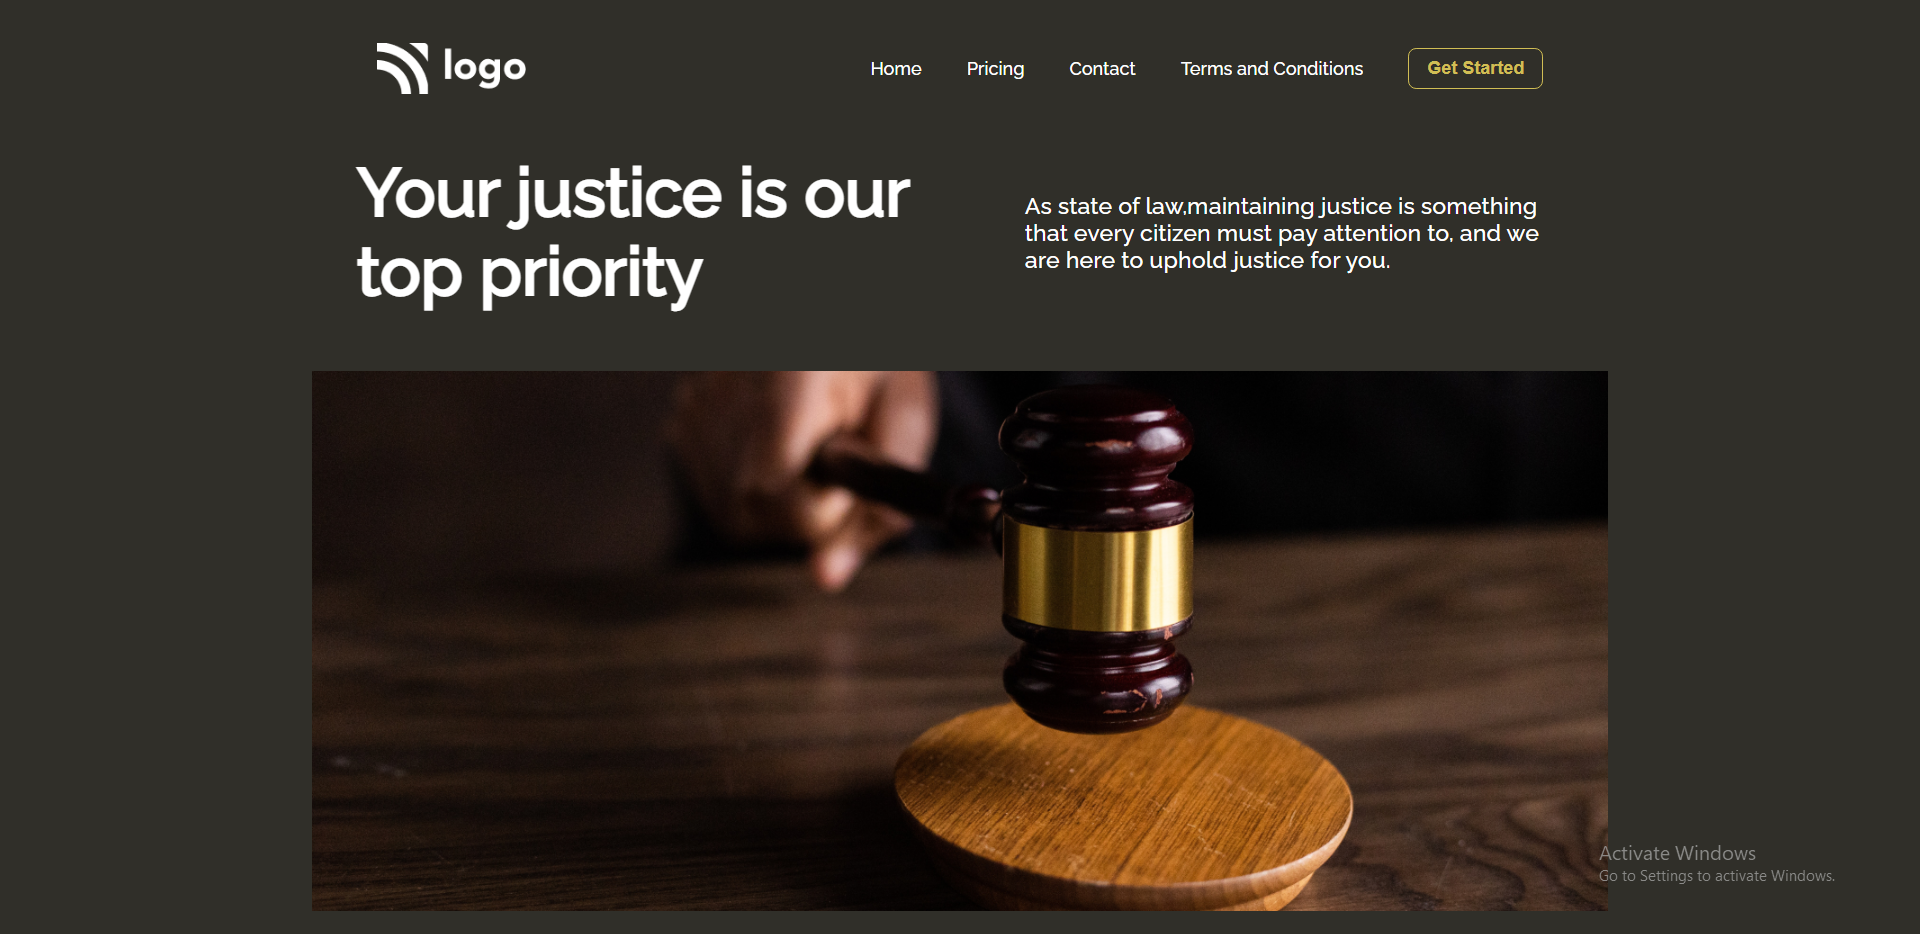 logo
Home
Pricing
Contact
Terms and Conditions
Get Started
Your justice is our
top priority
As state of law,maintaining justice is something
that every citizen must pay attention to, and we
are here to uphold justice for you.
Activate Windows
Go to Settings to activate Windows.